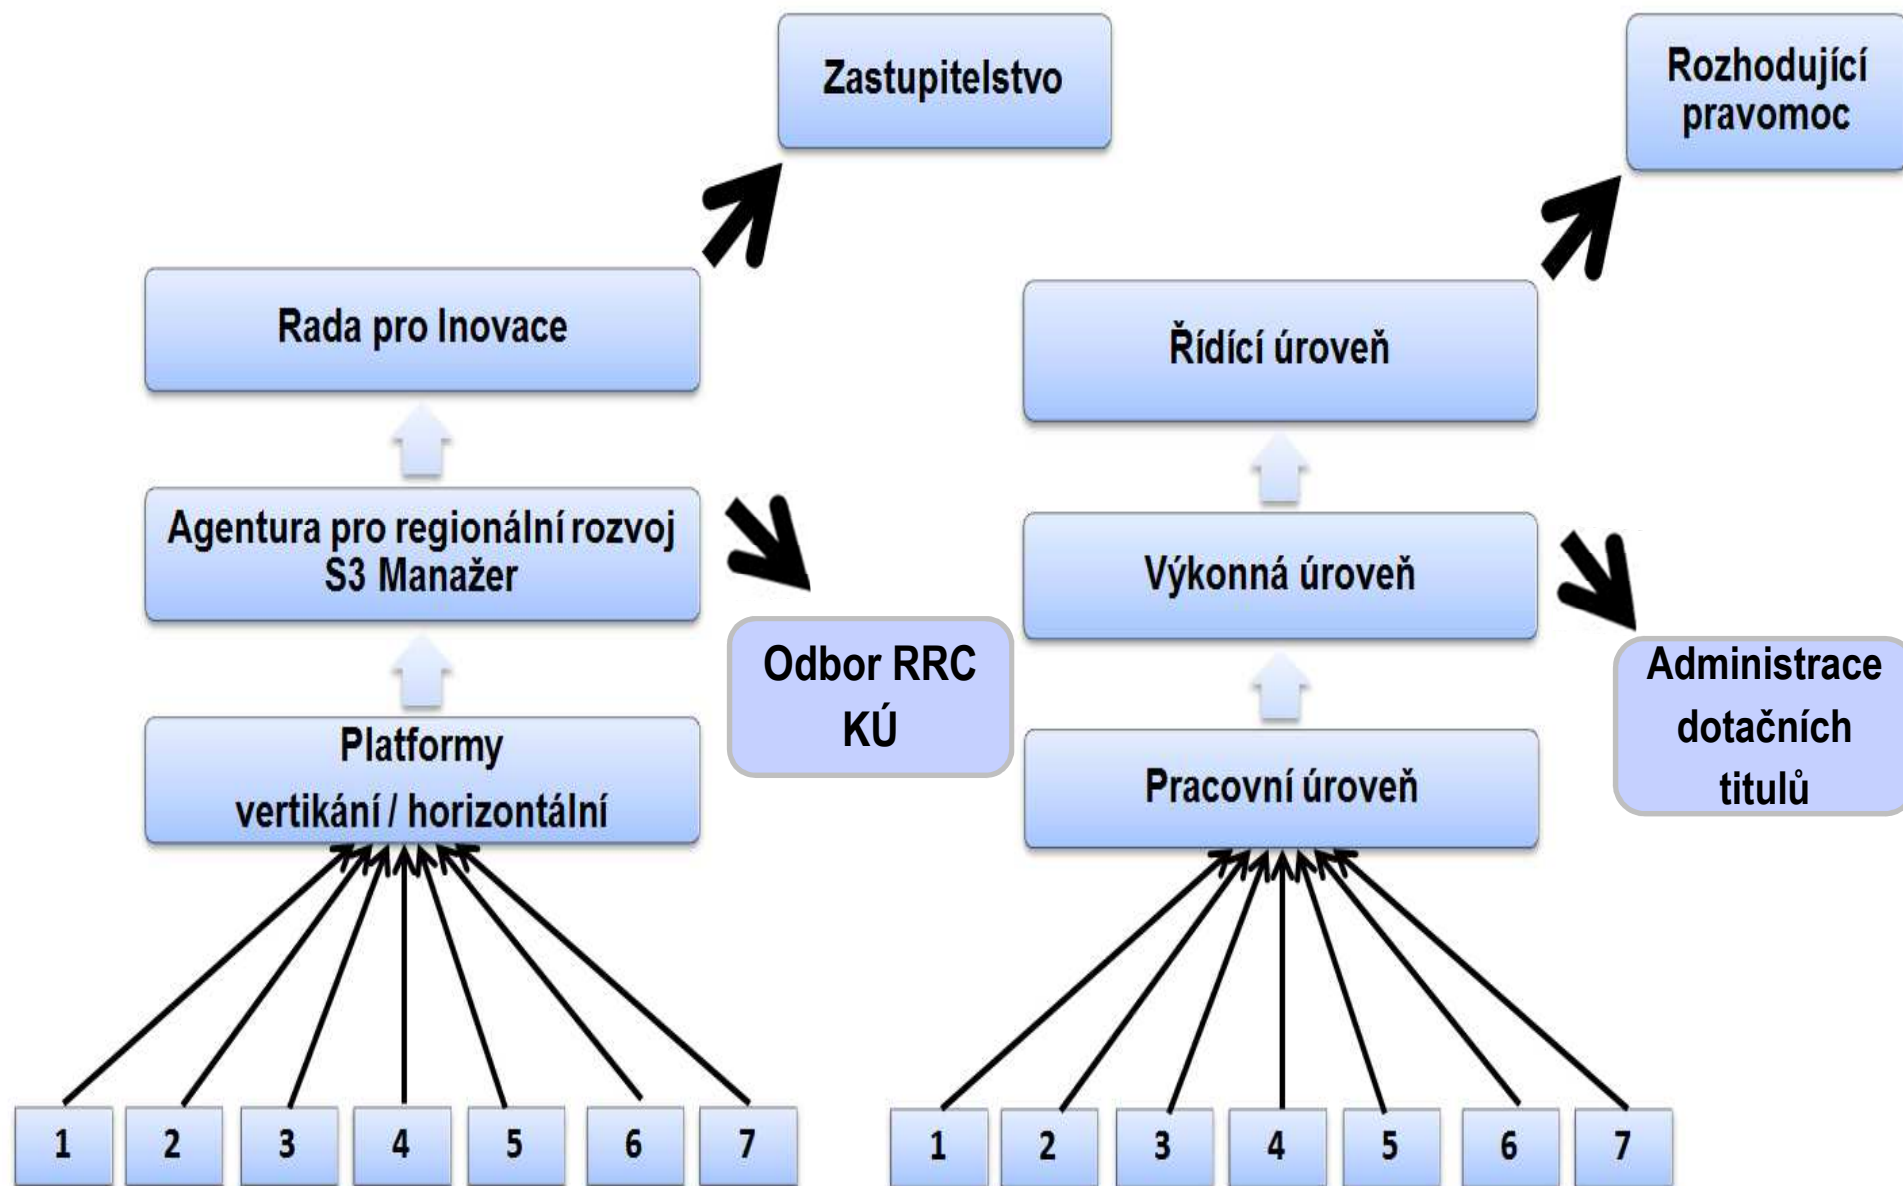 Zastupitelstvo
Rada pro Inovace
Agentura pro regionální rozvoj
S3 Manažer
Odbor RRC
KÚ
Platformy
vertikání / horizontální
1 2 3 4 5 6 7
Rozhodující
pravomoc
Řídící úroveň
Výkonná úroveň
Administrace
dotačních
titulů
Pracovní úroveň
1 2 3 4 5 6 7